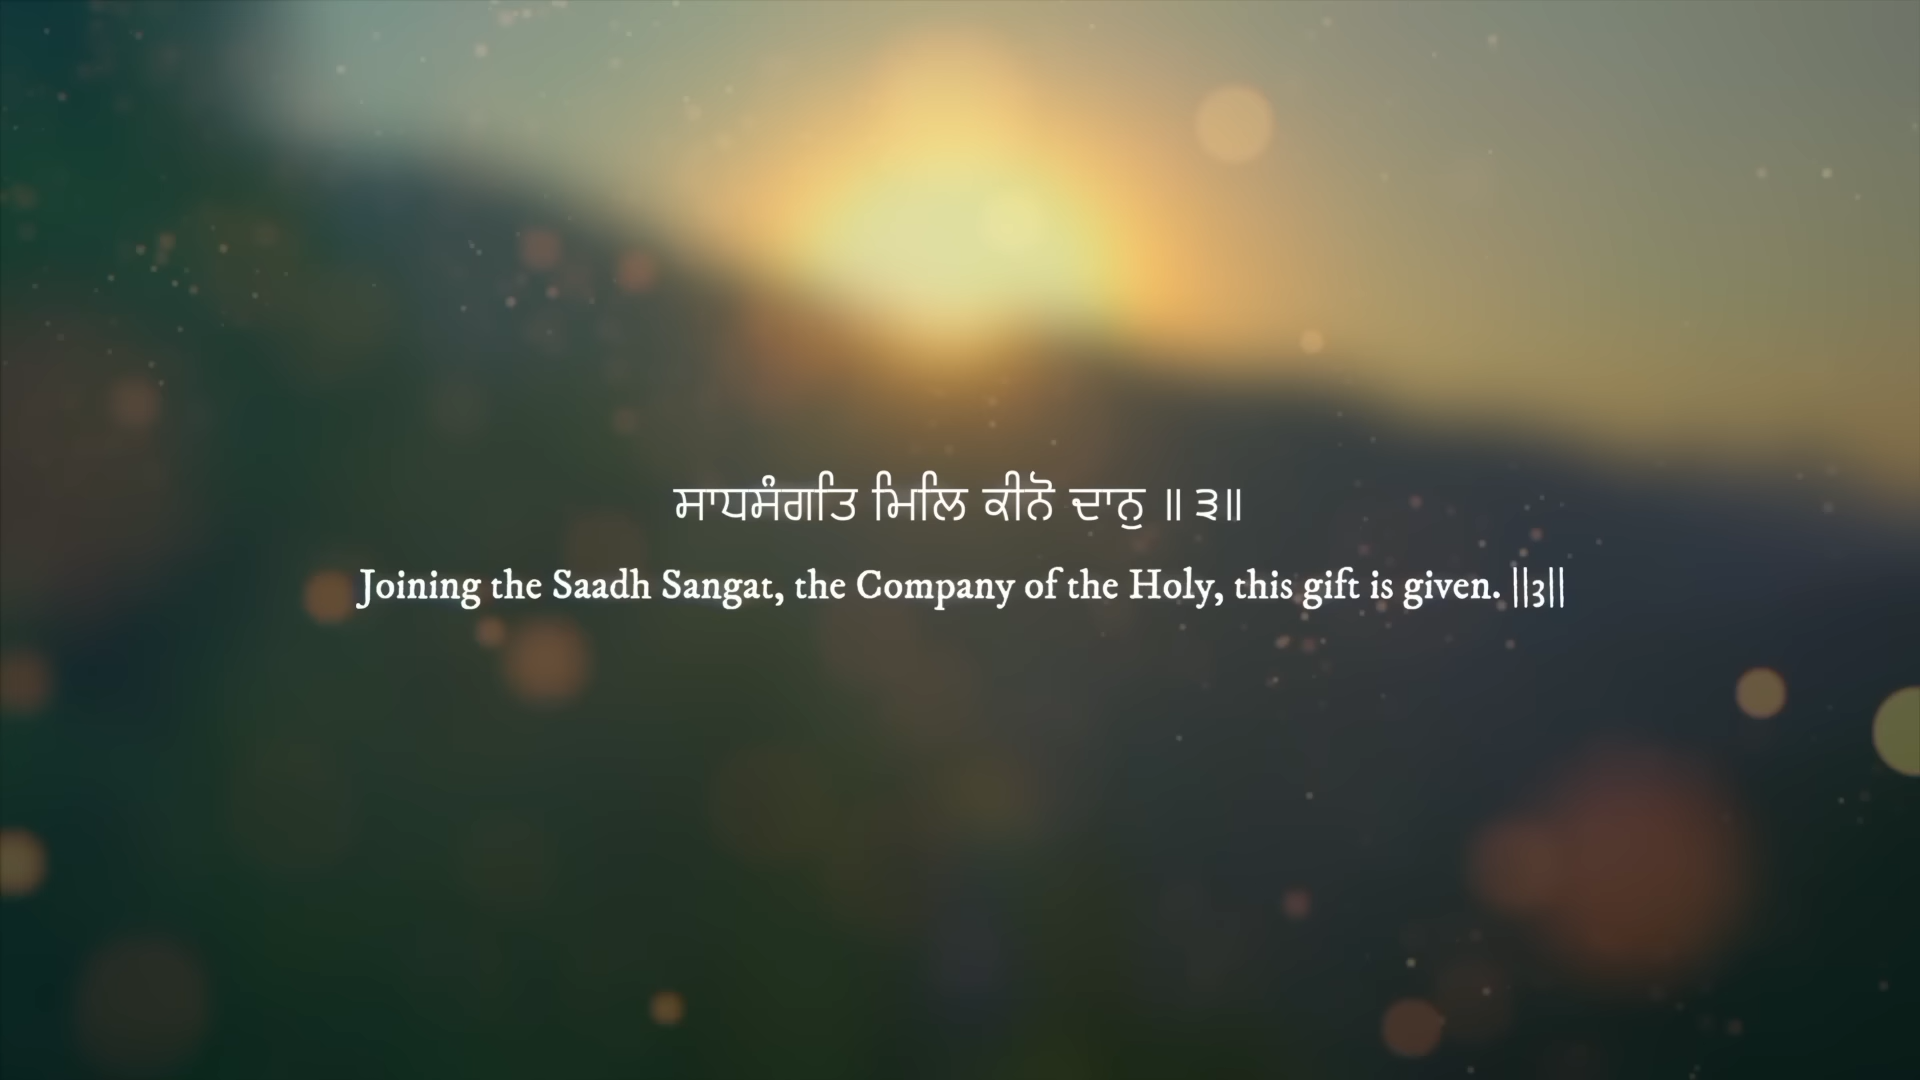 ਸਾਧਸੰਗਤਿ ਮਿਲਿ ਕੀਨੋ ਦਾਨੁ ॥੩॥
Joining the Saadh Sangat, the Company of the Holy, this gift is given. ||3||